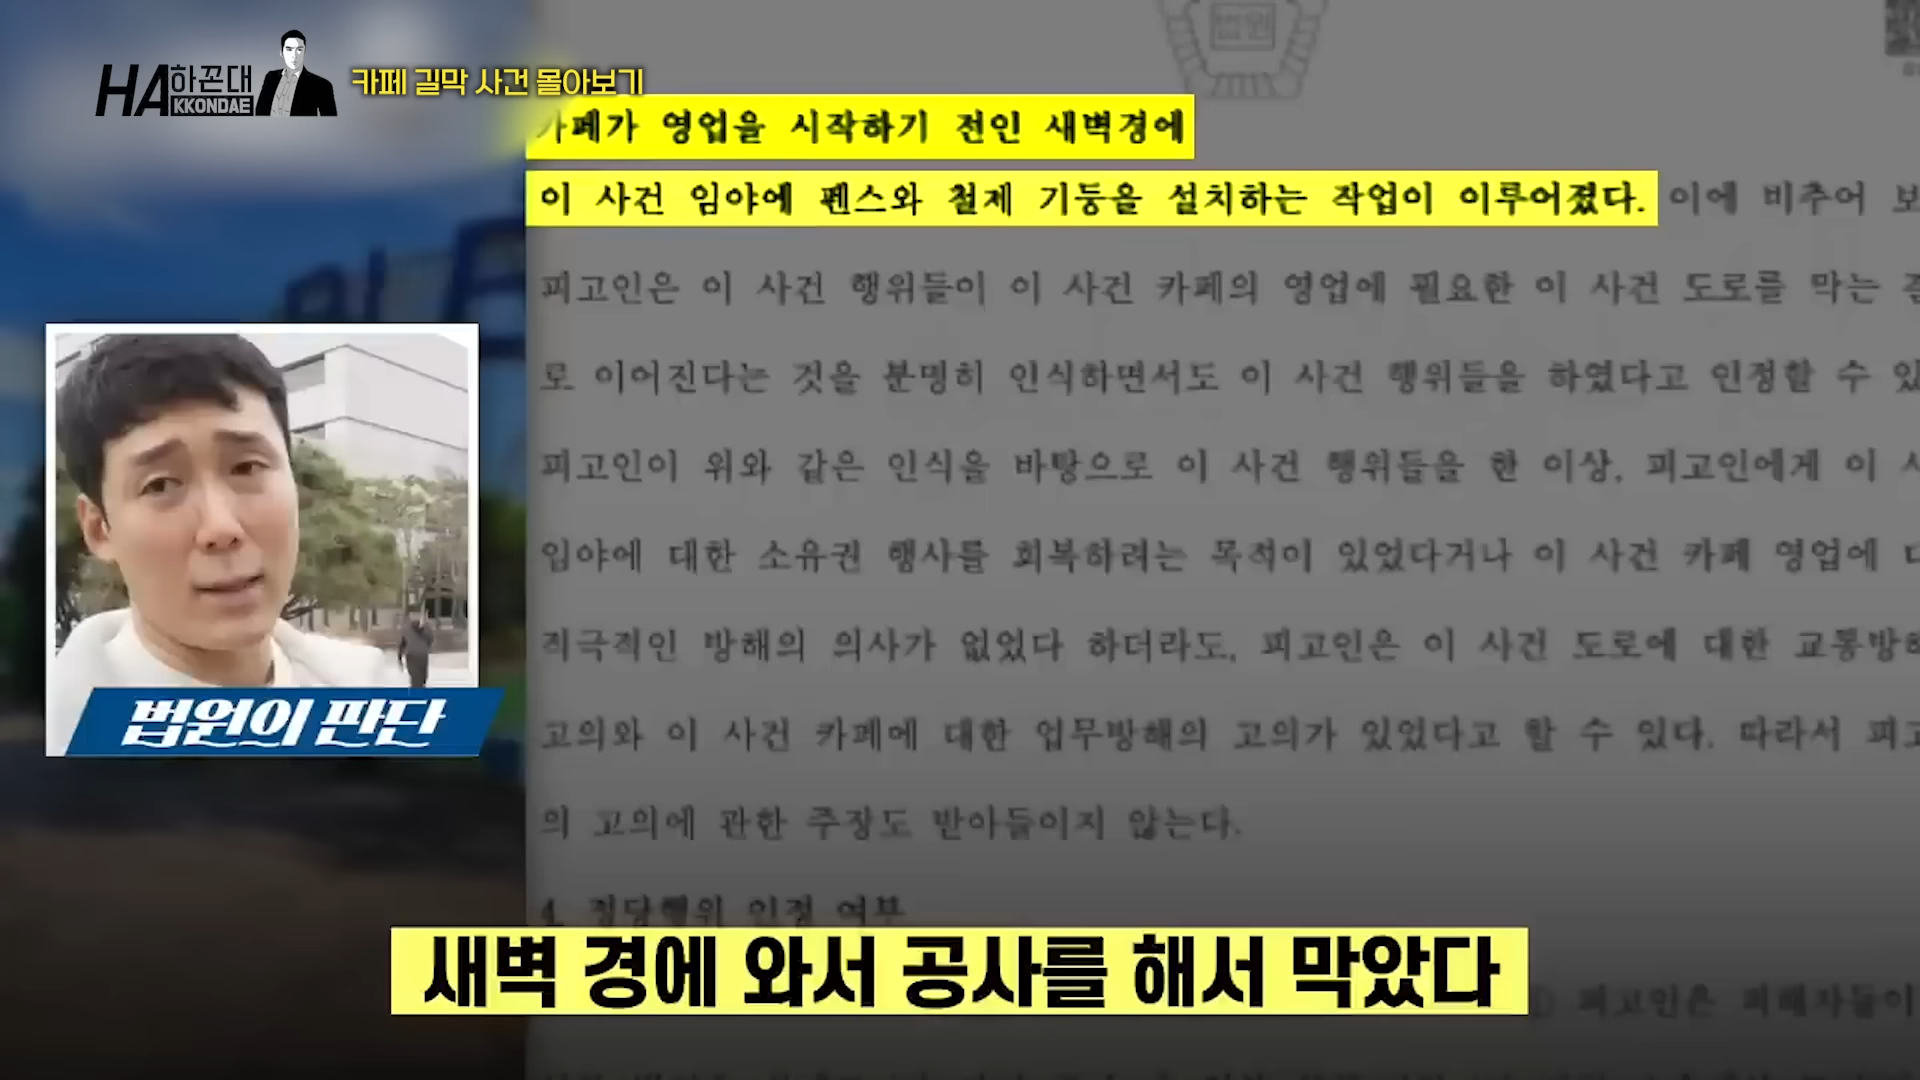 HA 하꼰대
KKONDAE
카페 길막 사건 몰아보기
법원
카페가 영업을 시작하기 전인 새벽경에
이 사건 임야에 펜스와 철제 기둥을 설치하는 작업이 이루어졌다. 이에 비추어
피고인은 이 사건 행위들이 이 사건 카페의 영업에 필요한 이 사건 도로를 막는
로 이어진다는 것을 분명히 인식하면서도 이 사건 행위들을 하였다고 인정할 수
피고인이 위와 같은 인식을 바탕으로 이 사건 행위들을 한 이상, 피고인에게 이
임야에 대한 소유권 행사를 회복하려는 목적이 있었다거나 이 사건 카페 영업에
적극적인 방해의 의사가 없었다 하더라도, 피고인은 이 사건 도로에 대한 교통방해
고의와 이 사건 카페에 대한 업무방해의 고의가 있었다고 할 수 있다. 따라서 피고
의 고의에 관한 주장도 받아들이지 않는다.
4. 정당행위 인정 여부
피고인은 피해자들이
법원의 판단
새벽 경에 와서 공사를 해서 막았다